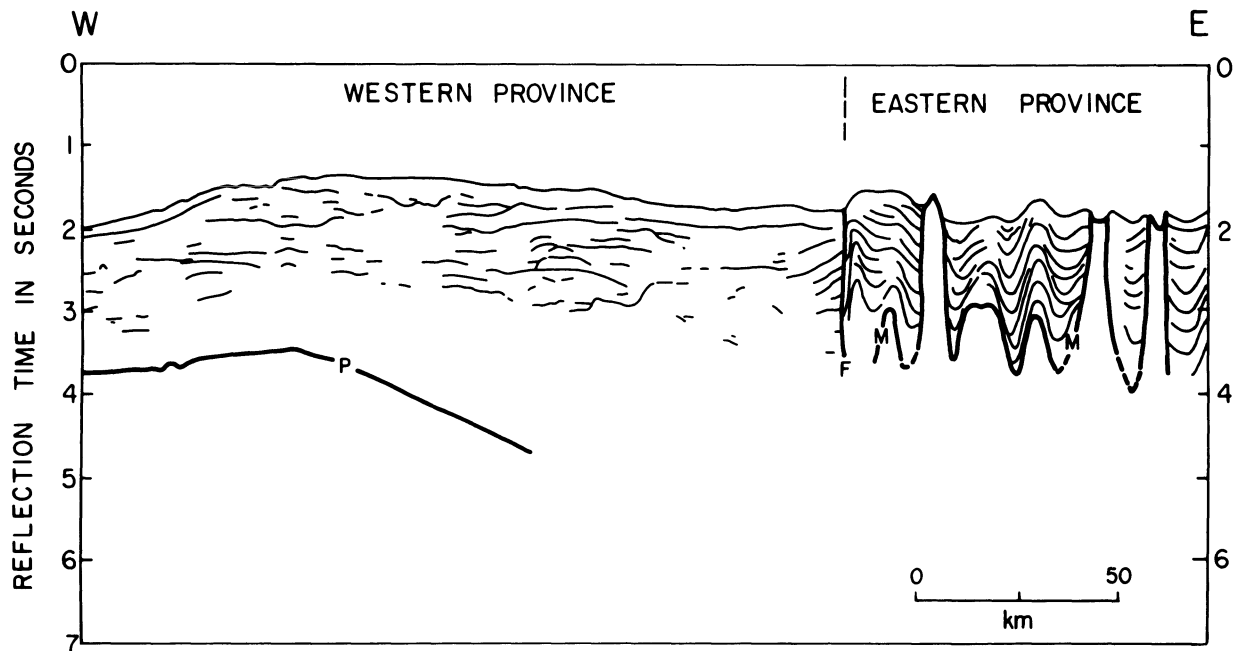 W E
0 WESTERN PROVINCE EASTERN PROVINCE 0
REFLECTION TIME IN SECONDS
1
2 2
3
M M
F
P
4 4
5
6 6
0 50
km
7